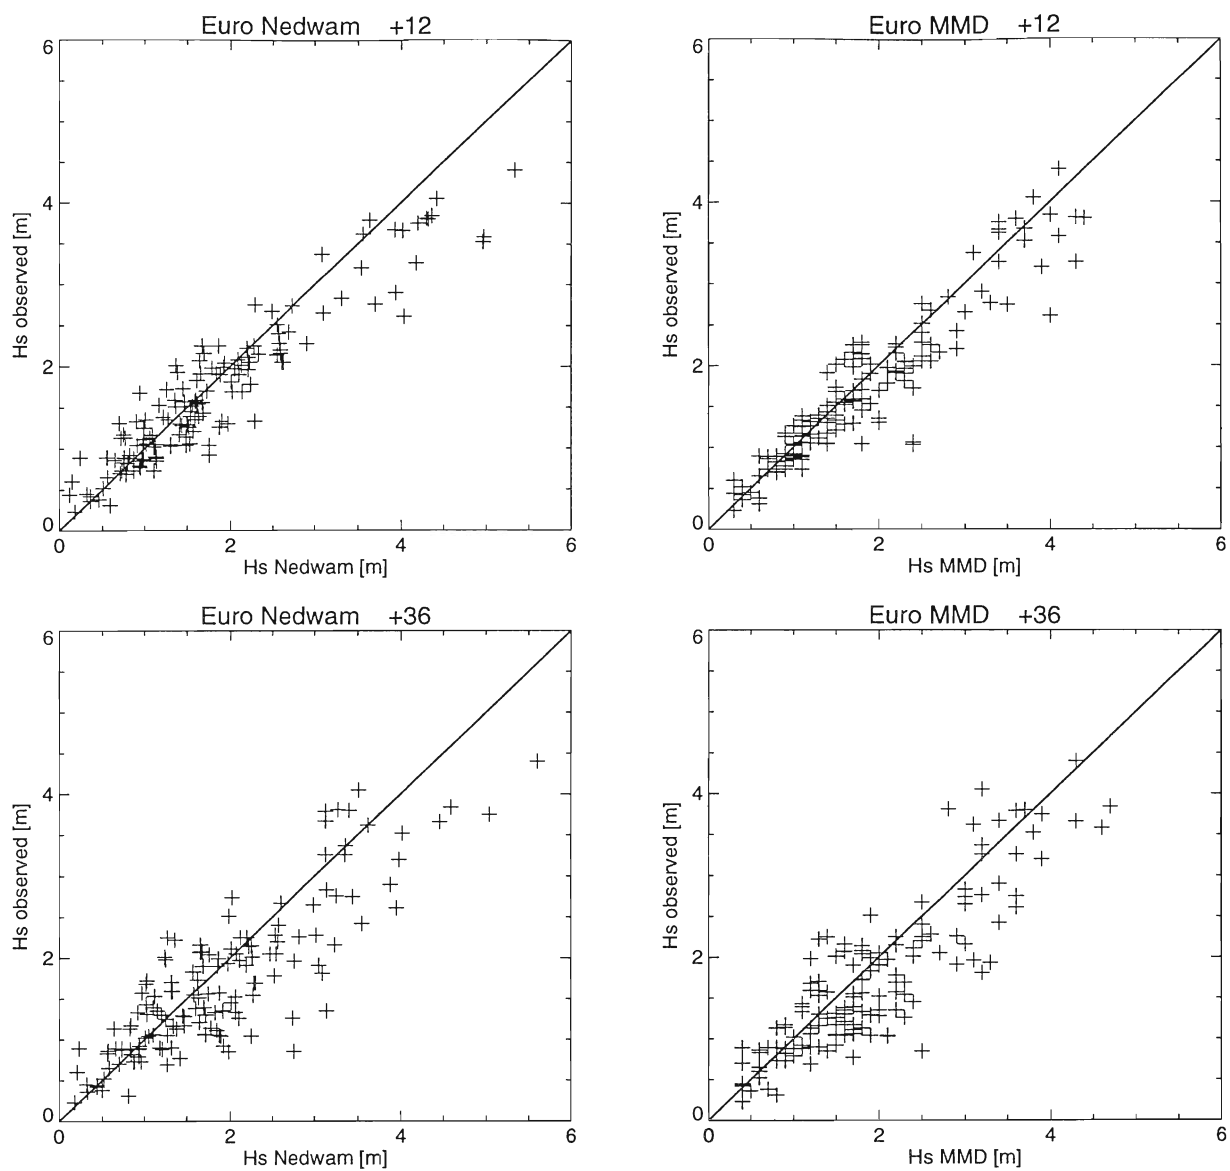 Euro Nedwam +12
6
4
2
0
Hs observed [m]
0 2 4 6
Hs Nedwam [m]
Euro MMD +12
6
4
2
0
Hs observed [m]
0 2 4 6
Hs MMD [m]
Euro Nedwam +36
6
4
2
0
Hs observed [m]
0 2 4 6
Hs Nedwam [m]
Euro MMD +36
6
4
2
0
Hs observed [m]
0 2 4 6
Hs MMD [m]